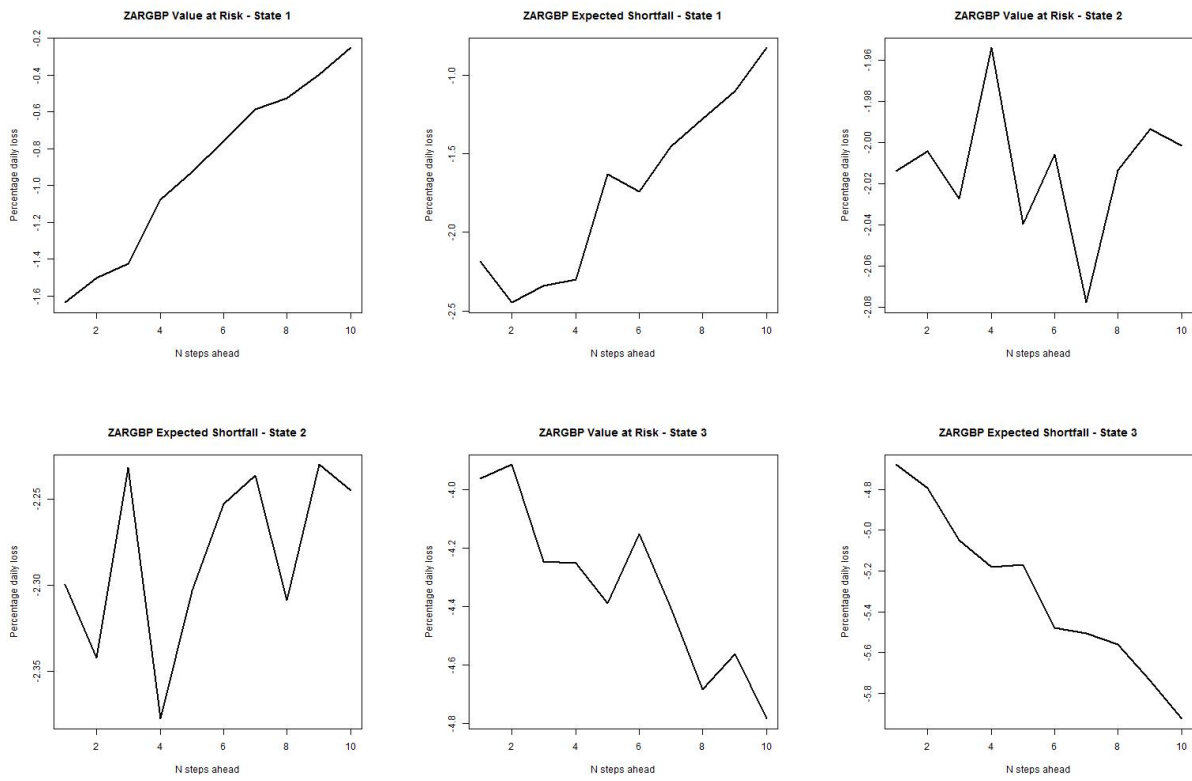 ZARGBP Value at Risk - State 1
Percentage daily loss
-0.2
-0.4
-0.6
-0.8
-1.0
-1.2
-1.4
-1.6
2 4 6 8 10
N steps ahead
ZARGBP Expected Shortfall - State 1
Percentage daily loss
-1.0
-1.5
-2.0
-2.5
2 4 6 8 10
N steps ahead
ZARGBP Value at Risk - State 2
Percentage daily loss
-1.96
-1.98
-2.00
-2.02
-2.04
-2.06
-2.08
2 4 6 8 10
N steps ahead
ZARGBP Expected Shortfall - State 2
Percentage daily loss
-2.25
-2.30
-2.35
2 4 6 8 10
N steps ahead
ZARGBP Value at Risk - State 3
Percentage daily loss
-4.0
-4.2
-4.4
-4.6
-4.8
2 4 6 8 10
N steps ahead
ZARGBP Expected Shortfall - State 3
Percentage daily loss
-4.8
-5.0
-5.2
-5.4
-5.6
-5.8
2 4 6 8 10
N steps ahead